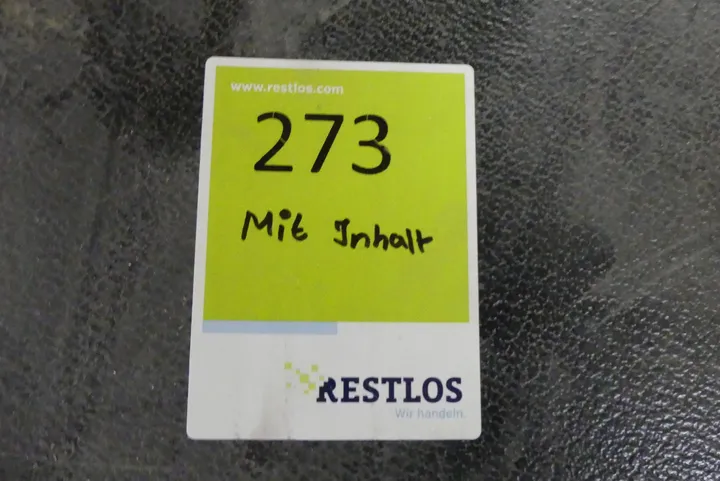 www.restlos.com
273
Mit Inhalt
RESTLOS
Wir handeln.